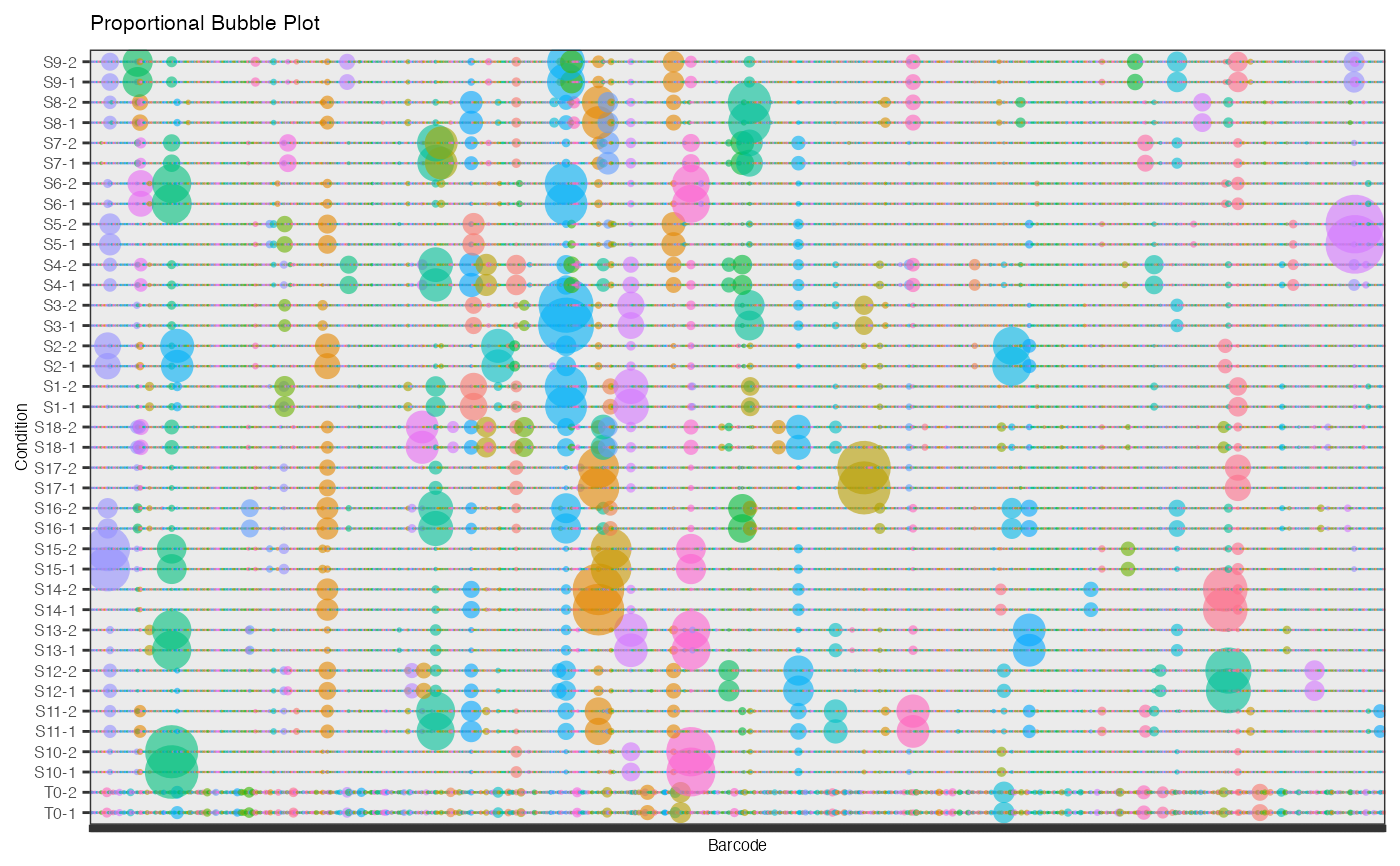 Proportional Bubble Plot
S9-2
S9-1
S8-2
S8-1
S7-2
S7-1
S6-2
S6-1
S5-2
S5-1
S4-2
S4-1
S3-2
S3-1
S2-2
S2-1
S1-2
S1-1
S18-2
S18-1
S17-2
S17-1
S16-2
S16-1
S15-2
S15-1
S14-2
S14-1
S13-2
S13-1
S12-2
S12-1
S11-2
S11-1
S10-2
S10-1
T0-2
T0-1
Condition
Barcode